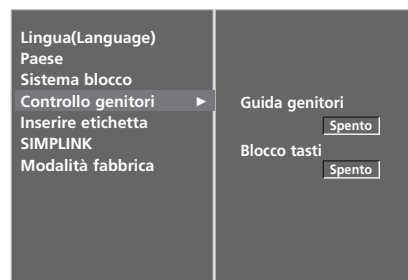 Lingua(Language)
Paese
Sistema blocco
Controllo genitori ►
Inserire etichetta
SIMPLINK
Modalità fabbrica
Guida genitori
Spento
Blocco tasti
Spento